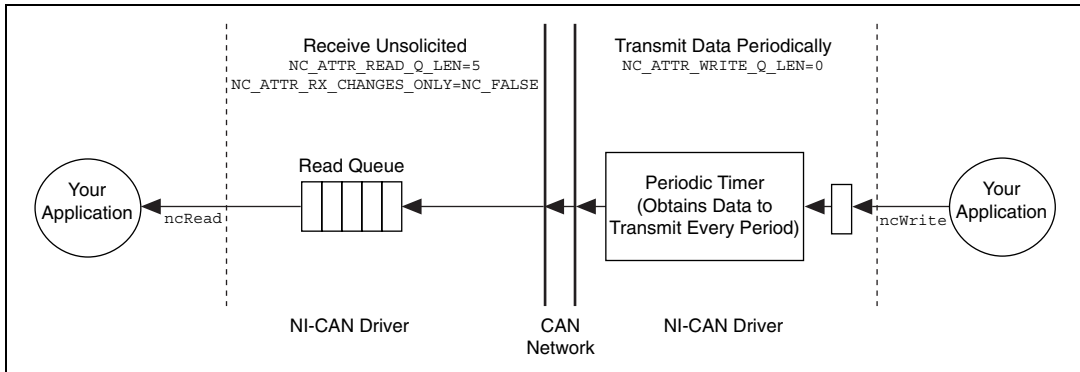 Receive Unsolicited
NC_ATTR_READ_Q_LEN=5
NC_ATTR_RX_CHANGES_ONLY=NC_FALSE
Transmit Data Periodically
NC_ATTR_WRITE_Q_LEN=0
Your
Application
ncRead
Read Queue
Periodic Timer
(Obtains Data to
Transmit Every Period)
ncWrite
Your
Application
NI-CAN Driver
CAN
Network
NI-CAN Driver